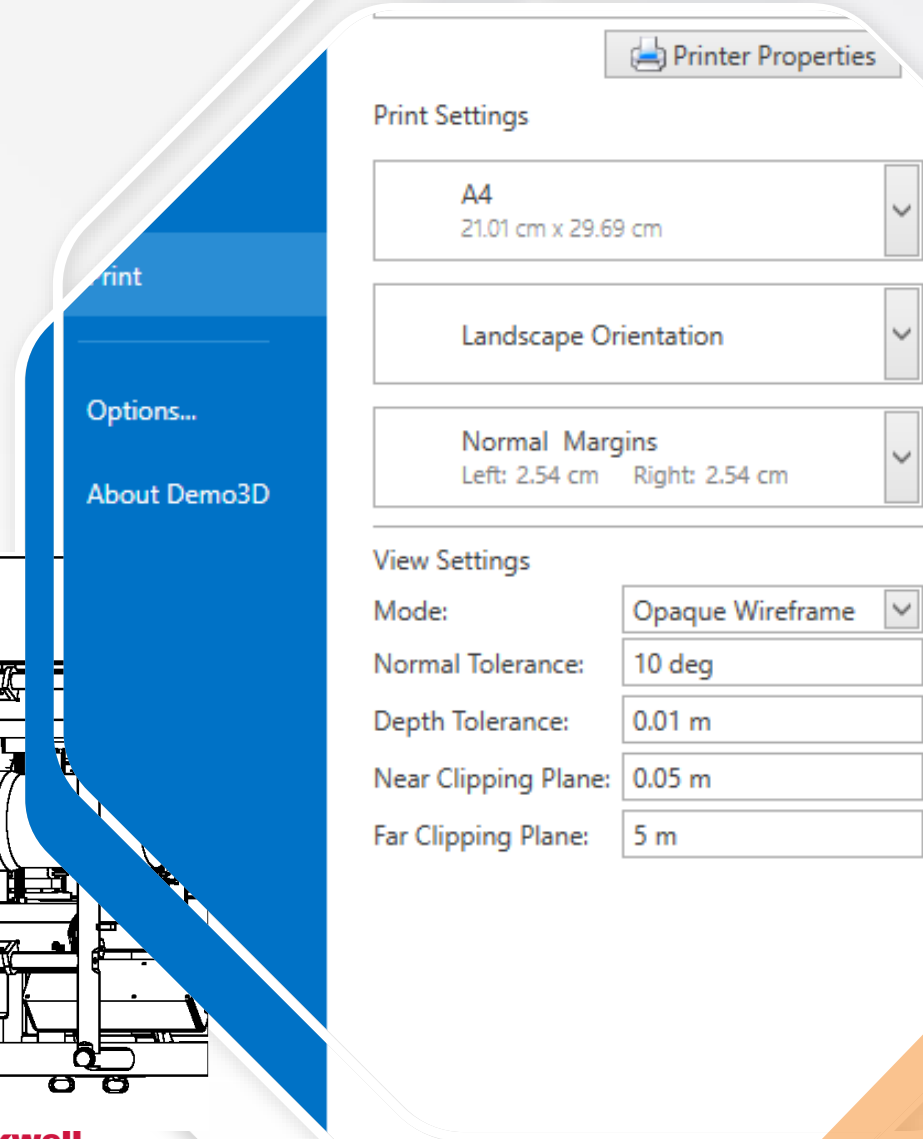 Printer Properties
Print Settings
A4
21.01 cm x 29.69 cm
Print
Landscape Orientation
Options...
Normal Margins
Left: 2.54 cm Right: 2.54 cm
About Demo3D
View Settings
Mode: Opaque Wireframe
Normal Tolerance: 10 deg
Depth Tolerance: 0.01 m
Near Clipping Plane: 0.05 m
Far Clipping Plane: 5 m